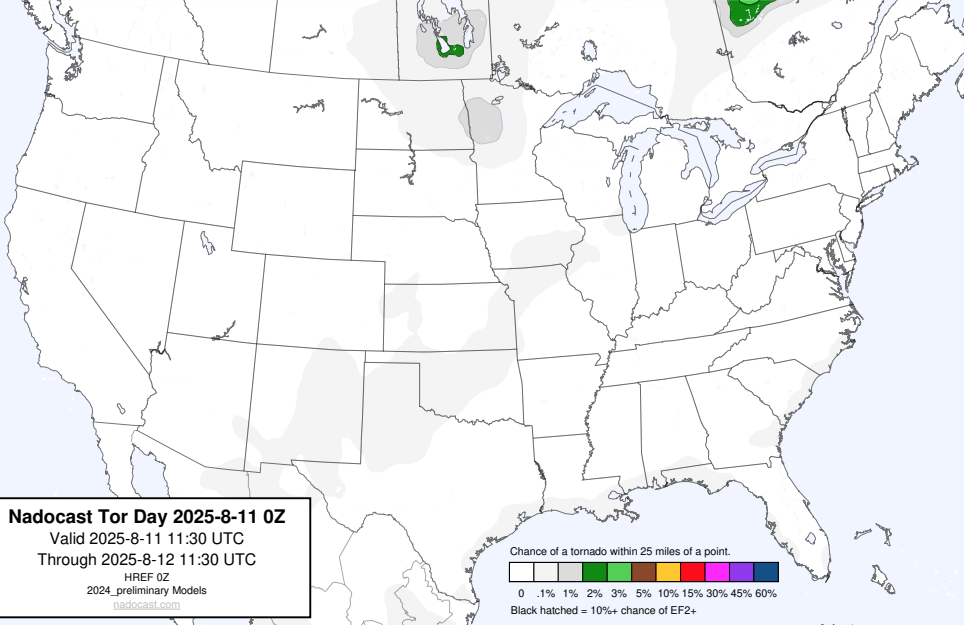 Nadocast Tor Day 2025-8-11 0Z
Valid 2025-8-11 11:30 UTC
Through 2025-8-12 11:30 UTC
HREF 0Z
2024_preliminary Models
nadocast.com
Chance of a tornado within 25 miles of a point.
0 .1% 1% 2% 3% 5% 10% 15% 30% 45% 60%
Black hatched = 10%+ chance of EF2+